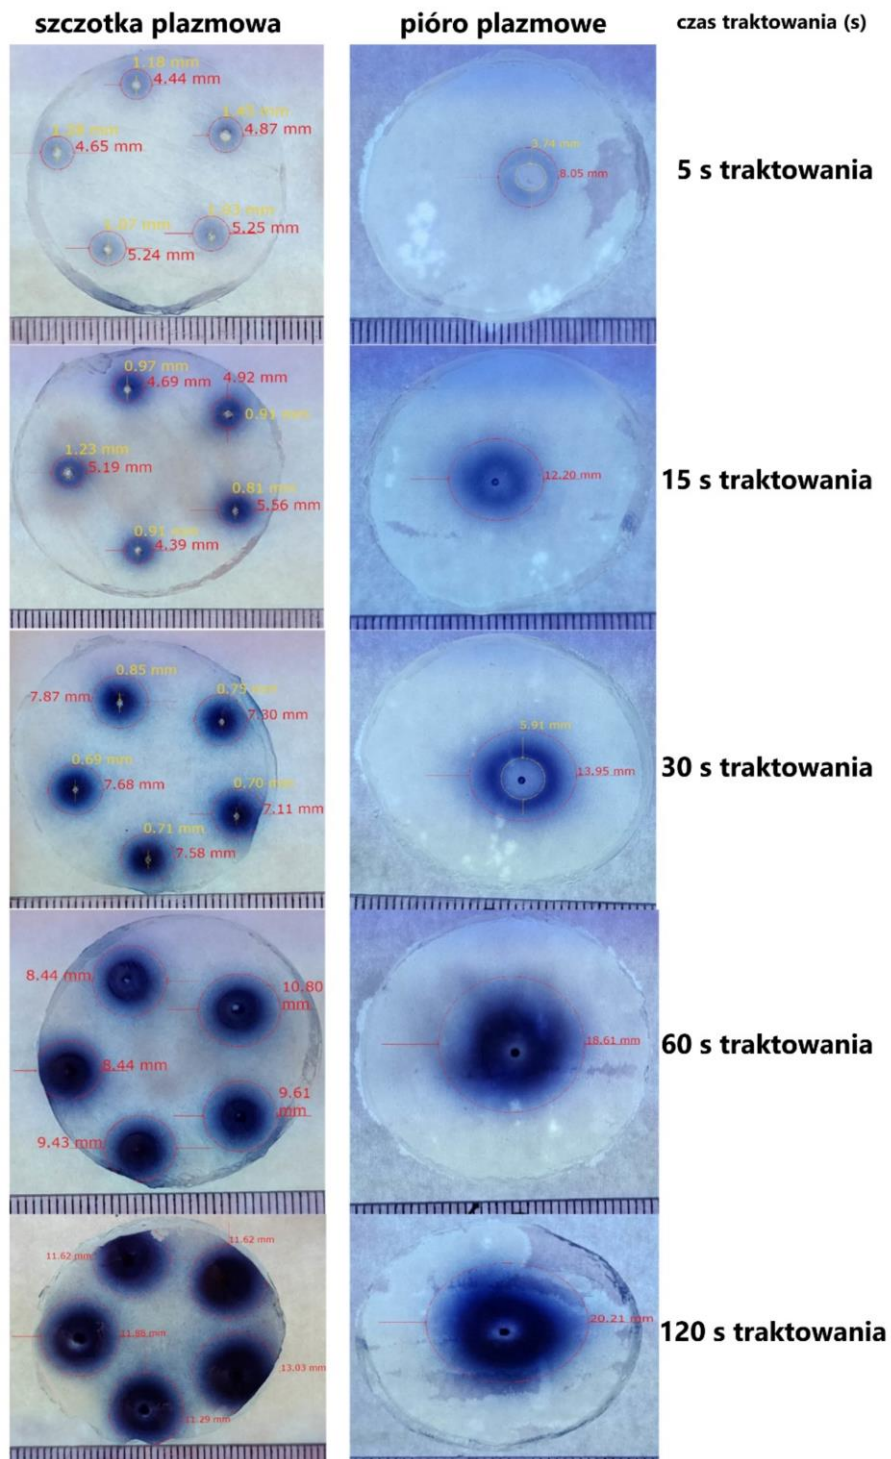 szczotka plazmowa
pióro plazmowe
czas traktowania (s)
1.18 mm
4.44 mm
4.87 mm
4.65 mm
5.25 mm
5.24 mm
3.74 mm
8.05 mm
5 s traktowania
0.97 mm
4.69 mm
4.92 mm
0.91 mm
1.23 mm
5.19 mm
0.81 mm
5.56 mm
0.91 mm
4.39 mm
12.20 mm
15 s traktowania
0.85 mm
7.87 mm
0.75 mm
7.30 mm
0.69 mm
7.68 mm
0.70 mm
7.11 mm
0.71 mm
7.58 mm
5.91 mm
13.95 mm
30 s traktowania
8.44 mm
10.80
mm
8.44 mm
9.61
mm
9.43 mm
18.61 mm
60 s traktowania
11.62 mm
11.62 mm
11.86 mm
13.03 mm
11.29 mm
20.21 mm
120 s traktowania